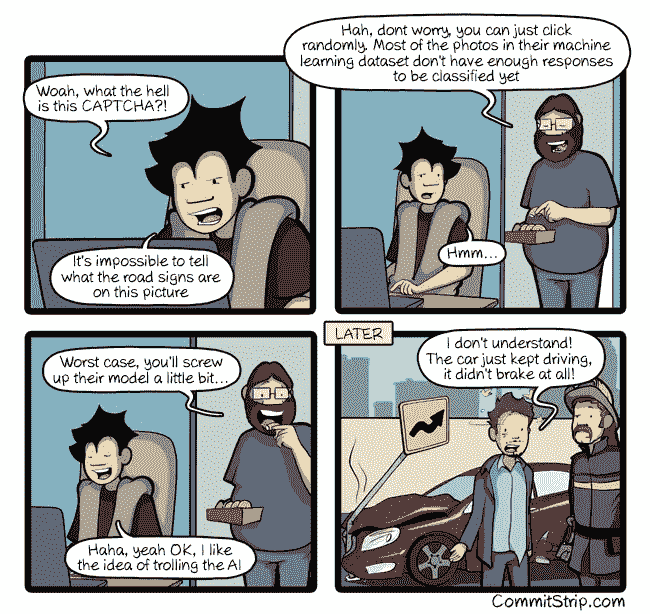 Woah, what the hell
is this CAPTCHA?!
It's impossible to tell
what the road signs are
on this picture
Hah, dont worry, you can just click
randomly. Most of the photos in their machine
learning dataset don't have enough responses
to be classified yet
Hmm...
Worst case, you'll screw
up their model a little bit...
Haha, yeah OK, I like
the idea of trolling the AI
LATER
I don't understand!
The car just kept driving,
it didn't brake at all!
CommitStrip.com